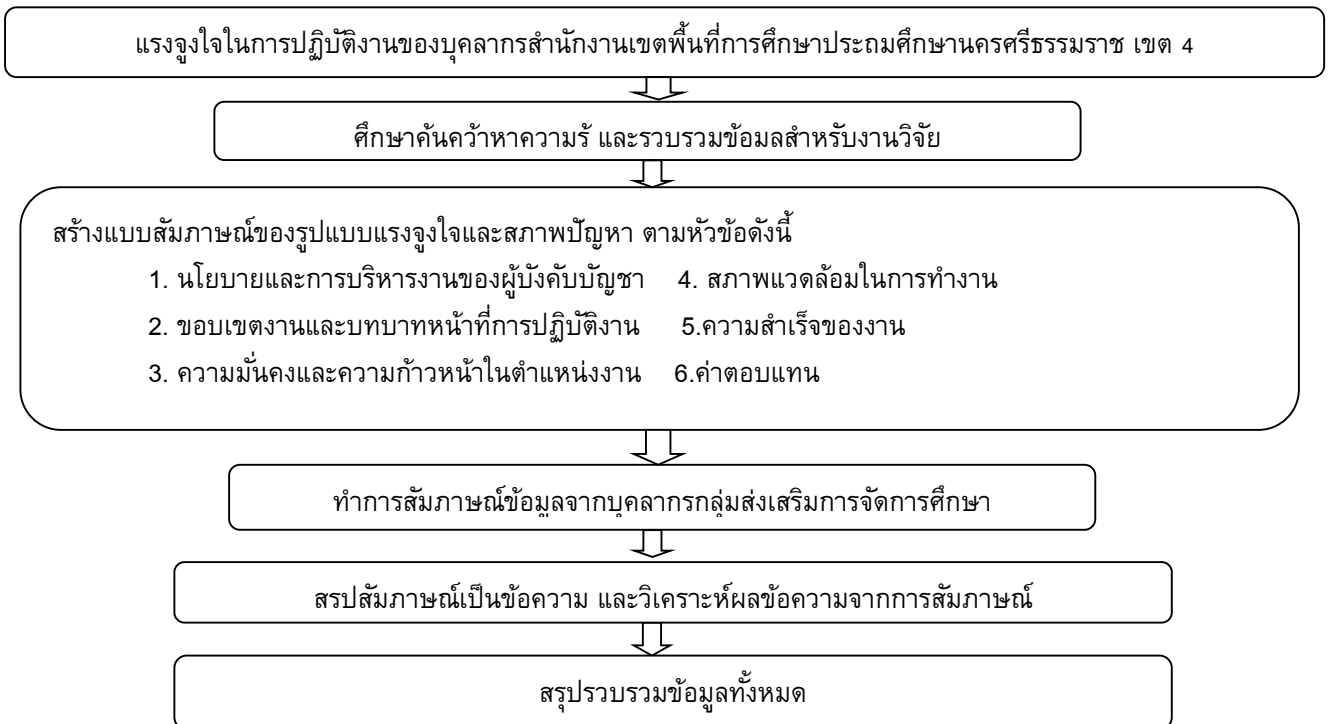 แรงจูงใจในการปฏิบัติงานของบุคลากรสำนักงานเขตพื้นที่การศึกษาประถมศึกษานครศรีธรรมราช เขต 4
ศึกษาค้นคว้าหาความรู้ และรวบรวมข้อมูลสำหรับงานวิจัย
สร้างแบบสัมภาษณ์ของรูปแบบแรงจูงใจและสภาพปัญหา ตามหัวข้อดังนี้
1. นโยบายและการบริหารงานของผู้บังคับบัญชา 4. สภาพแวดล้อมในการทำงาน
2. ขอบเขตงานและบทบาทหน้าที่การปฏิบัติงาน 5.ความสำเร็จของงาน
3. ความมั่นคงและความก้าวหน้าในตำแหน่งงาน 6.ค่าตอบแทน
ทำการสัมภาษณ์ข้อมูลจากบุคลากรกลุ่มส่งเสริมการจัดการศึกษา
สรุปสัมภาษณ์เป็นข้อความ และวิเคราะห์ผลข้อความจากการสัมภาษณ์
สรุปรวบรวมข้อมูลทั้งหมด